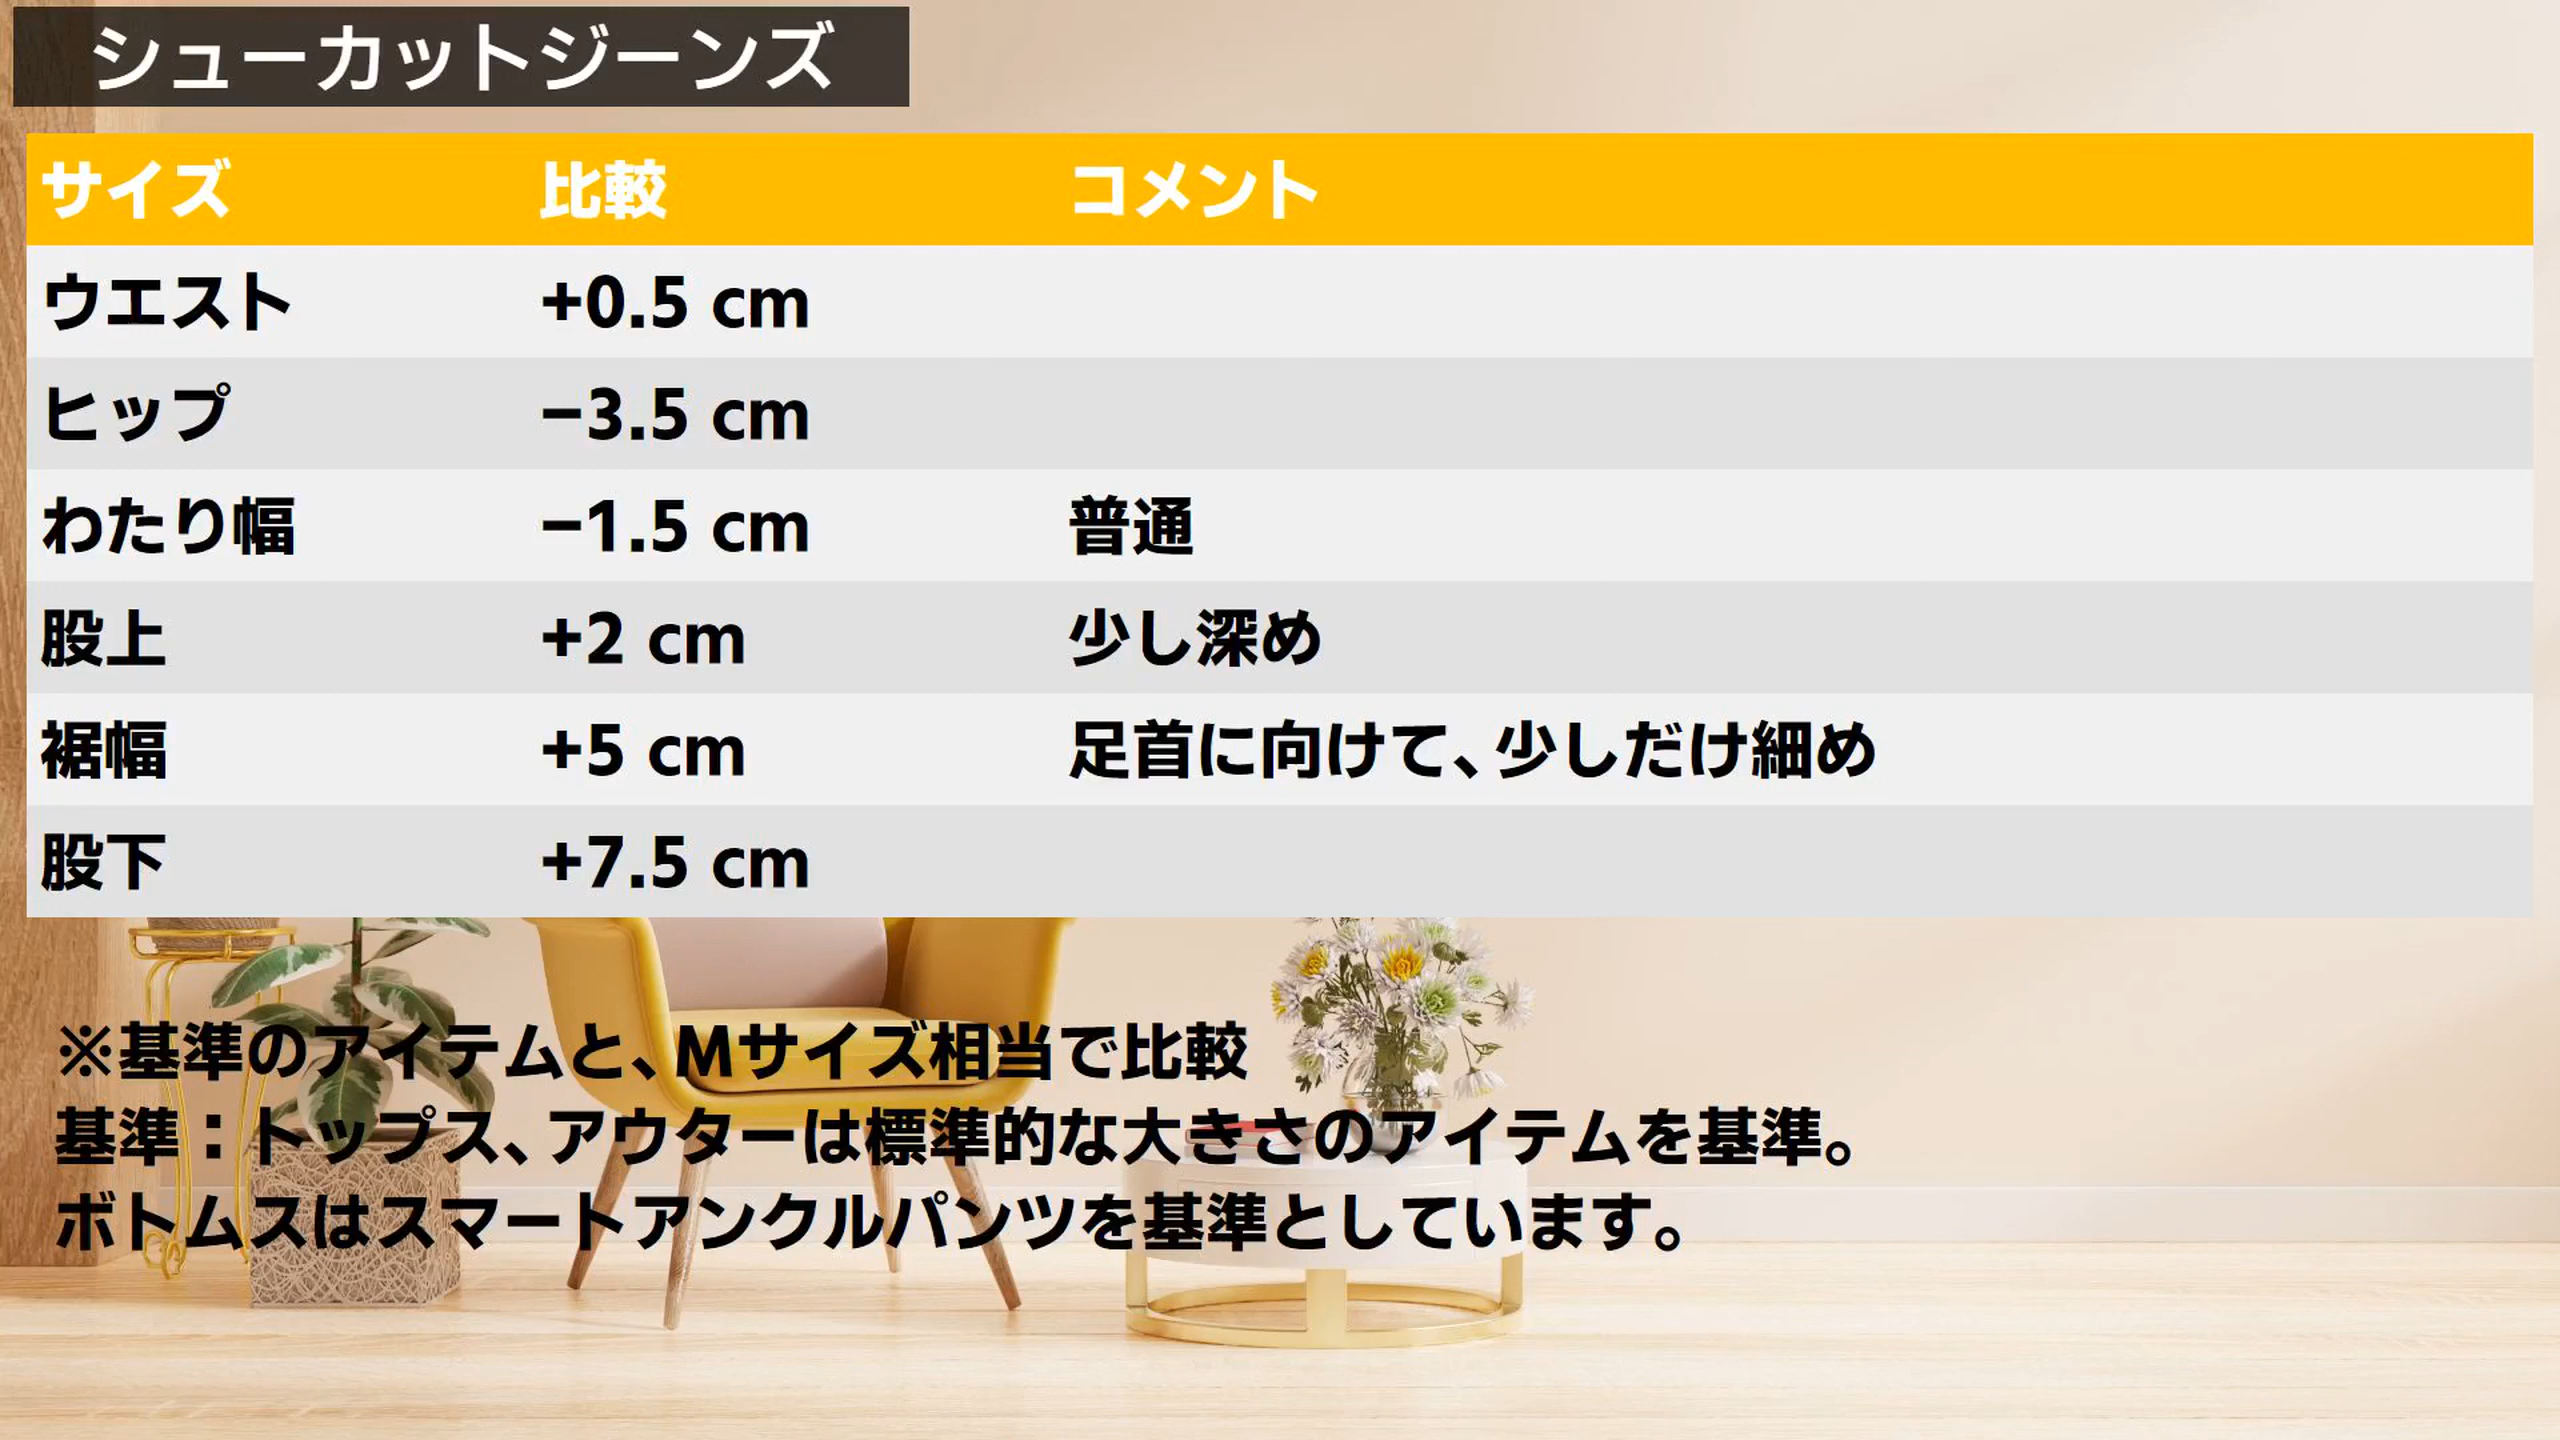 シューカットジーンズ
サイズ 比較 コメント
ウエスト +0.5 cm
ヒップ −3.5 cm
わたり幅 −1.5 cm 普通
股上 +2 cm 少し深め
裾幅 +5 cm 足首に向けて、少しだけ細め
股下 +7.5 cm
※基準のアイテムと、Mサイズ相当で比較
基準：トップス、アウターは標準的な大きさのアイテムを基準。
ボトムスはスマートアンクルパンツを基準としています。